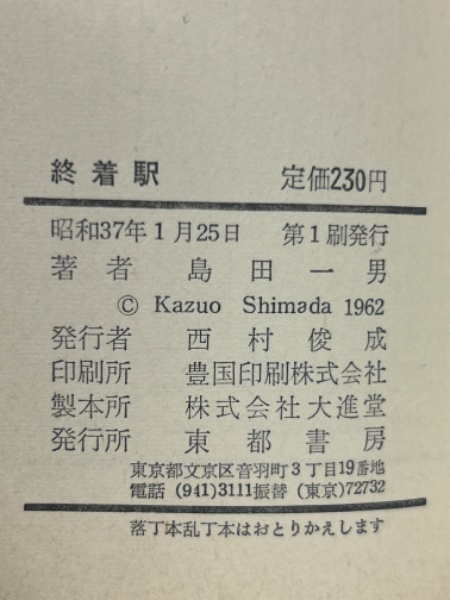 終着駅 定価230円
昭和37年1月25日 第1刷発行
著者 島田一男
© Kazuo Shimada 1962
発行者 西村俊成
印刷所 豊国印刷株式会社
製本所 株式会社大進堂
発行所 東都書房
東京都文京区音羽町3丁目19番地
電話 (941)3111振替 (東京)72732
落丁本乱丁本はおとりかえします